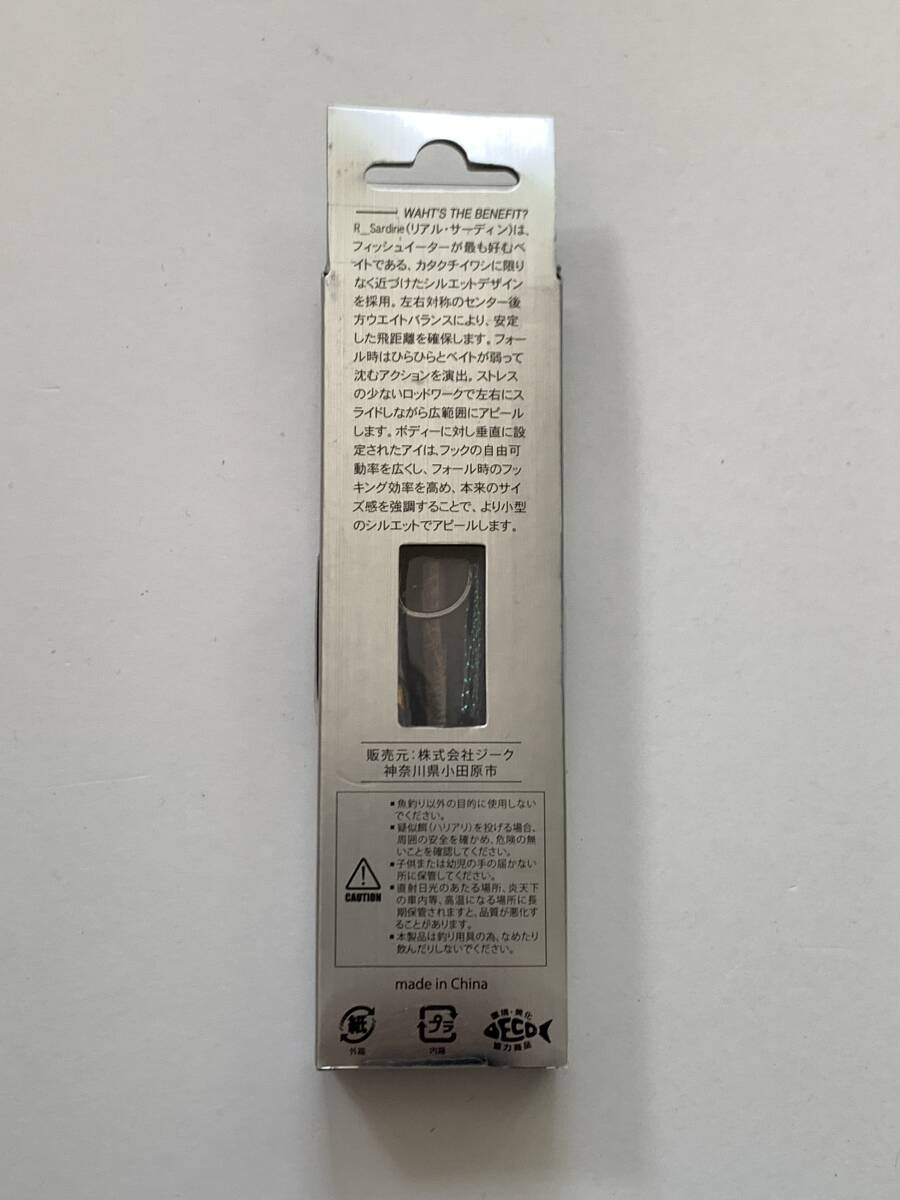 WAHT'S THE BENEFIT?
R_Sardine(リアル・サーディン)は、
フィッシュイーターが最も好むベ
イトである、カタクチイワシに限り
なく近づけたシルエットデザイン
を採用。左右対称のセンター後
方ウエイトバランスにより、安定
した飛距離を確保します。フォー
ル時はひらひらとベイトが弱って
沈むアクションを演出。ストレス
の少ないロッドワークで左右にス
ライドしながら広範囲にアピール
します。ボディーに対し垂直に設
定されたアイは、フックの自由可
動率を広くし、フォール時のフッ
キング効率を高め、本来のサイ
ズ感を強調することで、より小型
のシルエットでアピールします。
販売元:株式会社ジーク
神奈川県小田原市
▪魚釣り以外の目的に使用しない
でください。
▪疑似餌(ハリアリ)を投げる場合、
周囲の安全を確かめ、危険の無
いことを確認してください。
▪子供または幼児の手の届かない
所に保管してください。
▪直射日光のあたる場所、炎天下
の車内等、高温になる場所に長
期保管されますと、品質が悪化す
ることがあります。
▪本製品は釣り用具の為、なめたり
飲んだりしないでください。
CAUTION
made in China
紙
外箱
プラ
内箱
環境・美化
ECO
協力商品